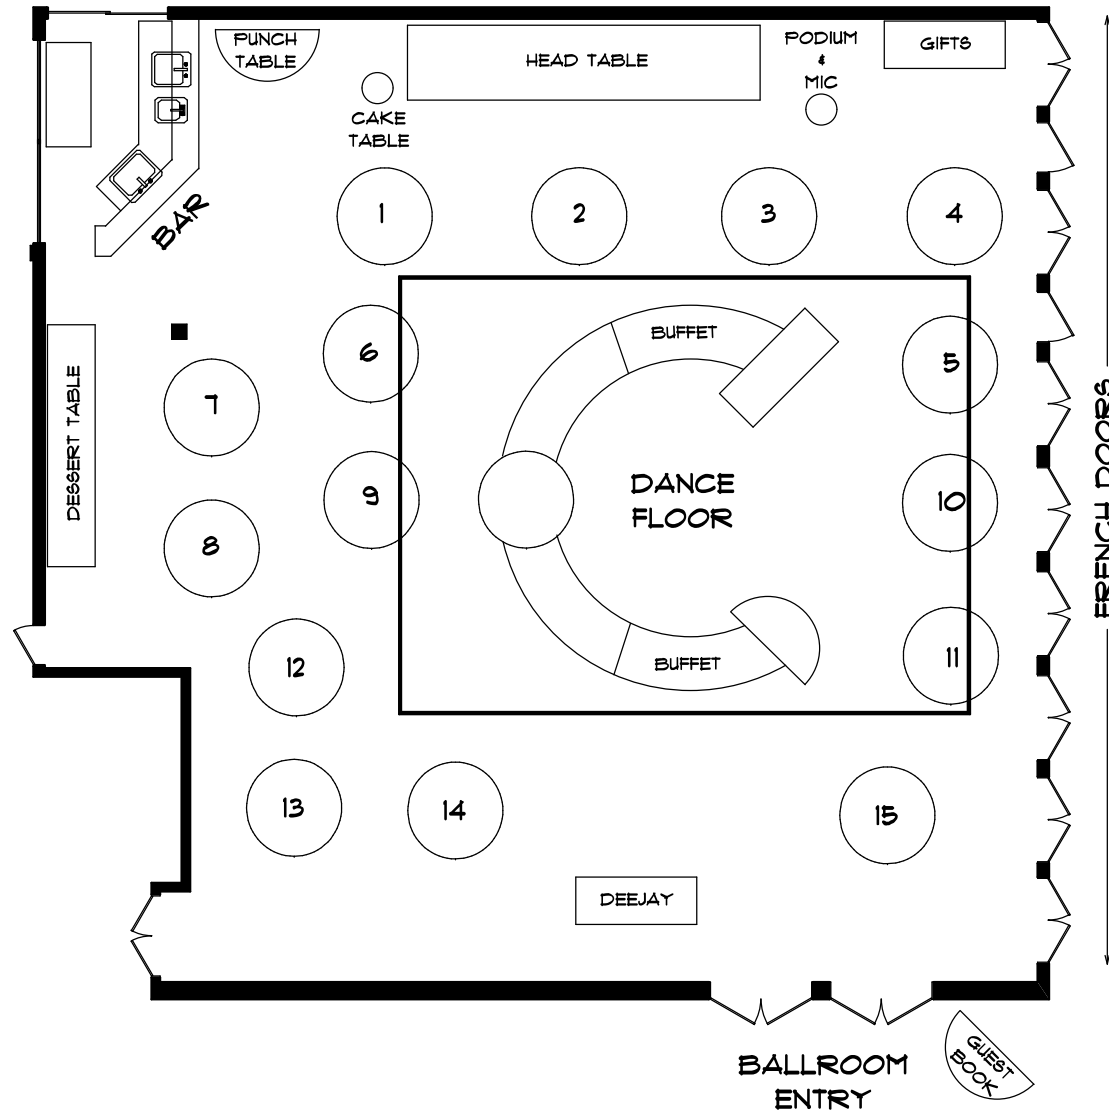 PUNCH
TABLE
HEAD TABLE
PODIUM
&
MIC
GIFTS
CAKE
TABLE
BAR
1
2
3
4
6
BUFFET
5
7
DESSERT TABLE
9
DANCE
FLOOR
10
FRENCH DOORS
8
12
BUFFET
11
13
14
15
DEEJAY
BALLROOM
ENTRY
GUEST
BOOK